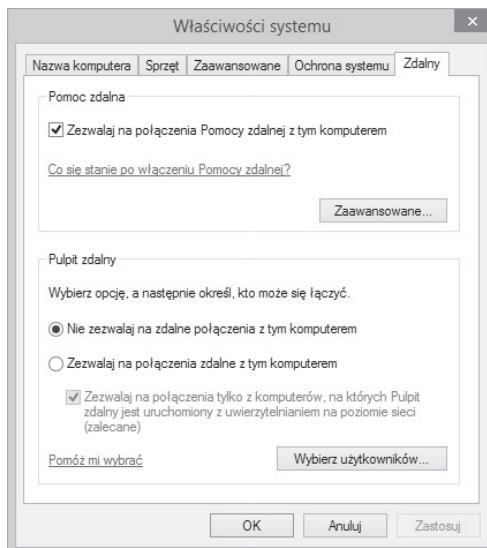 Właściwości systemu
Nazwa komputera Sprzęt Zaawansowane Ochrona systemu Zdalny
Pomoc zdalna
Zezwalaj na połączenia Pomocy zdalnej z tym komputerem
Co się stanie po włączeniu Pomocy zdalnej?
Zaawansowane...
Pulpit zdalny
Wybierz opcję, a następnie określ, kto może się łączyć.
Nie zezwalaj na zdalne połączenia z tym komputerem
Zezwalaj na połączenia zdalne z tym komputerem
Zezwalaj na połączenia tylko z komputerów, na których Pulpit
zdalny jest uruchomiony z uwierzytelnianiem na poziomie sieci
(zalecane)
Pomóż mi wybrać Wybierz użytkowników...
OK Anuluj Zastosuj